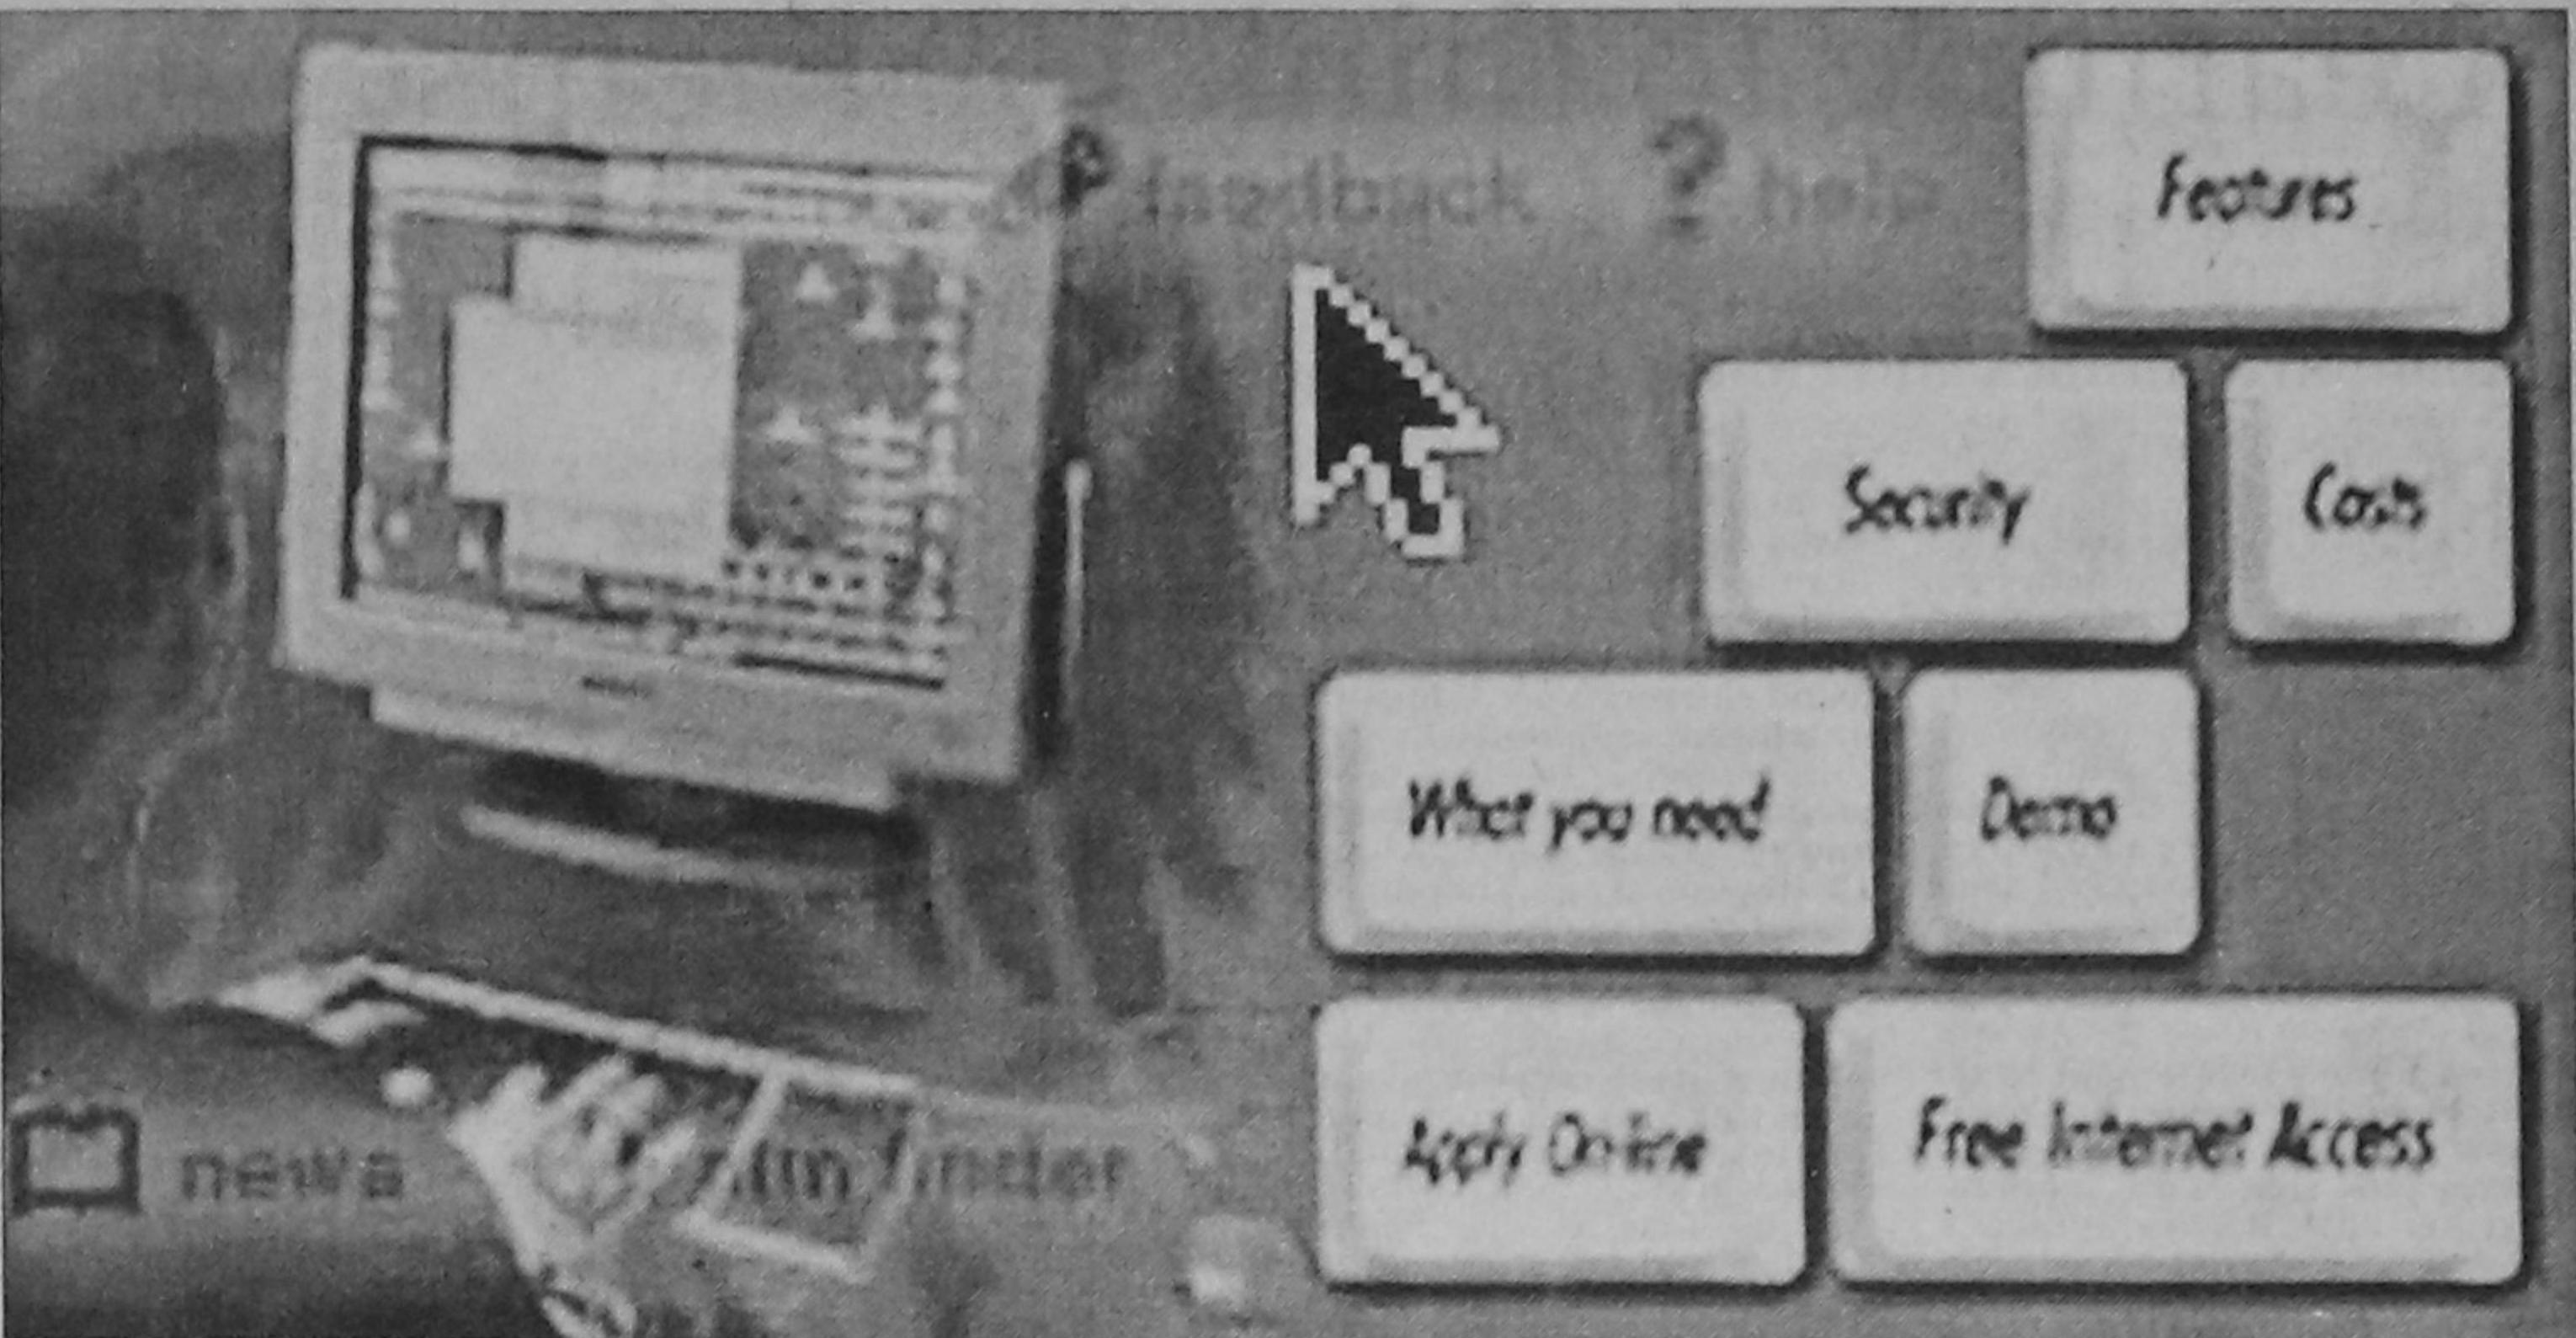 feedback ? help
Features
Security
Costs
What you need
Demo
news
finder
Apply Online
Free Internet Access